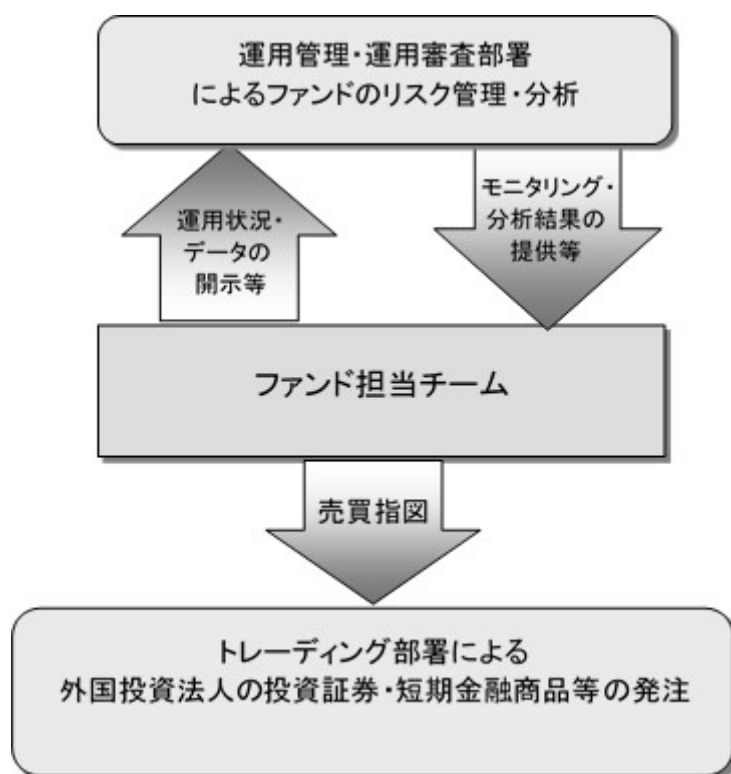 運用管理・運用審査部署
によるファンドのリスク管理・分析
運用状況・
データの
開示等
モニタリング・
分析結果の
提供等
ファンド担当チーム
売買指図
トレーディング部署による
外国投資法人の投資証券・短期金融商品等の発注